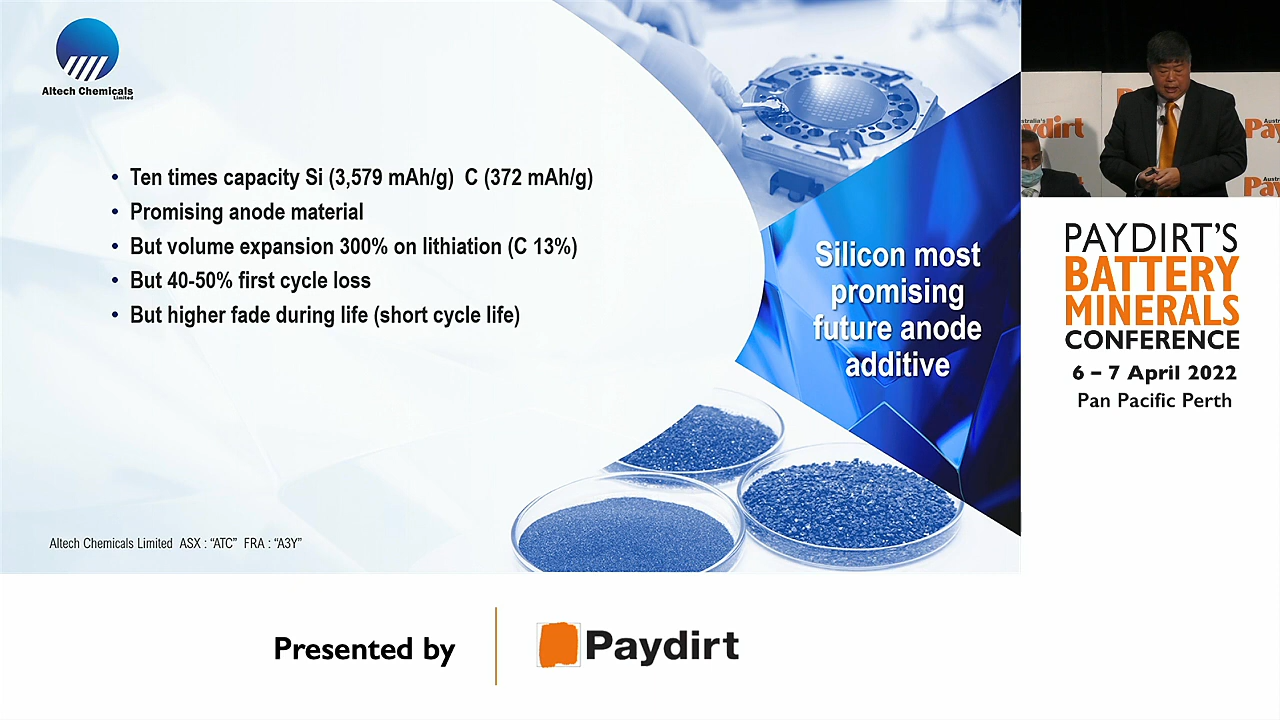 Altech Chemicals
Limited
• Ten times capacity Si (3,579 mAh/g) C (372 mAh/g)
• Promising anode material
• But volume expansion 300% on lithiation (C 13%)
• But 40-50% first cycle loss
• But higher fade during life (short cycle life)
Silicon most
promising
future anode
additive
Altech Chemicals Limited ASX : “ATC” FRA : “A3Y”
PAYDIRT’S
BATTERY
MINERALS
CONFERENCE
6 – 7 April 2022
Pan Pacific Perth
Presented by
Paydirt